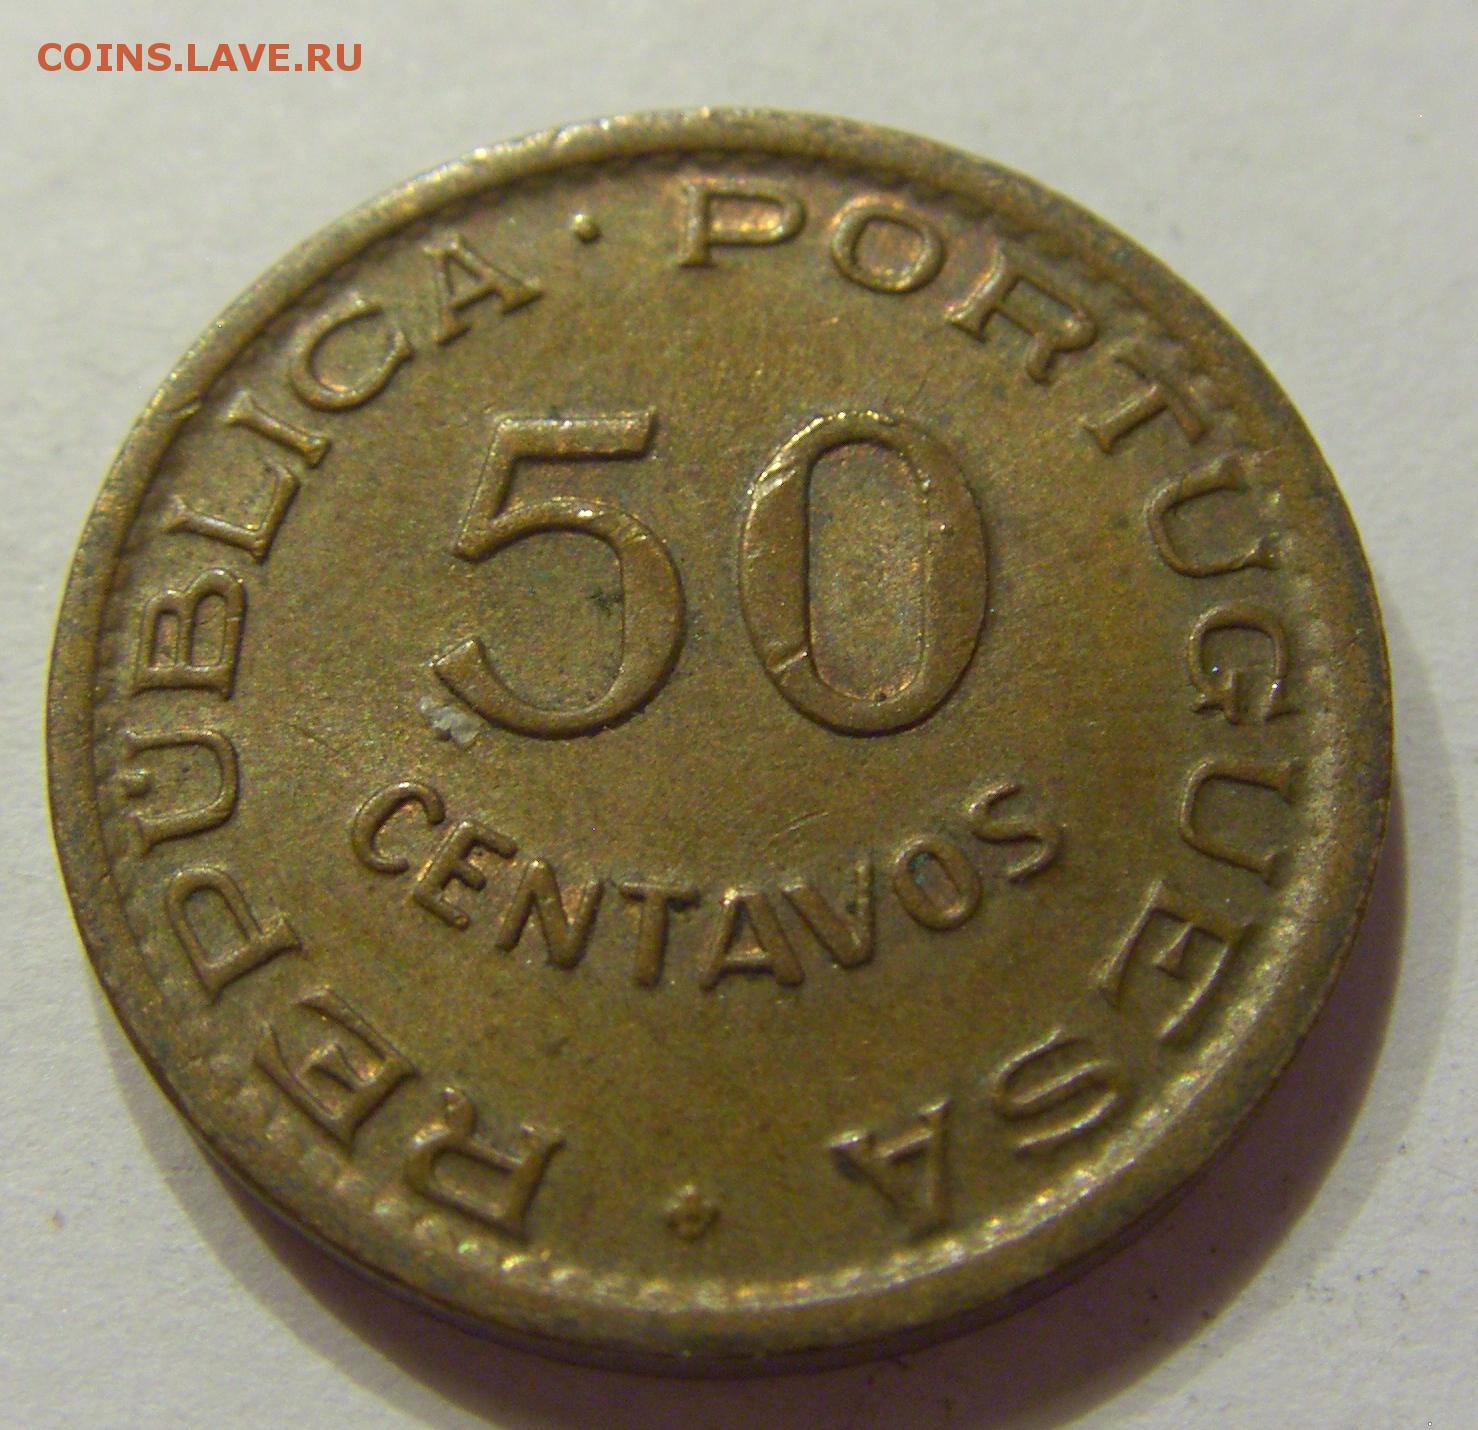 COINS.LAVE.RU
REPÚBLICA · PORTUGUESA
50
CENTAVOS